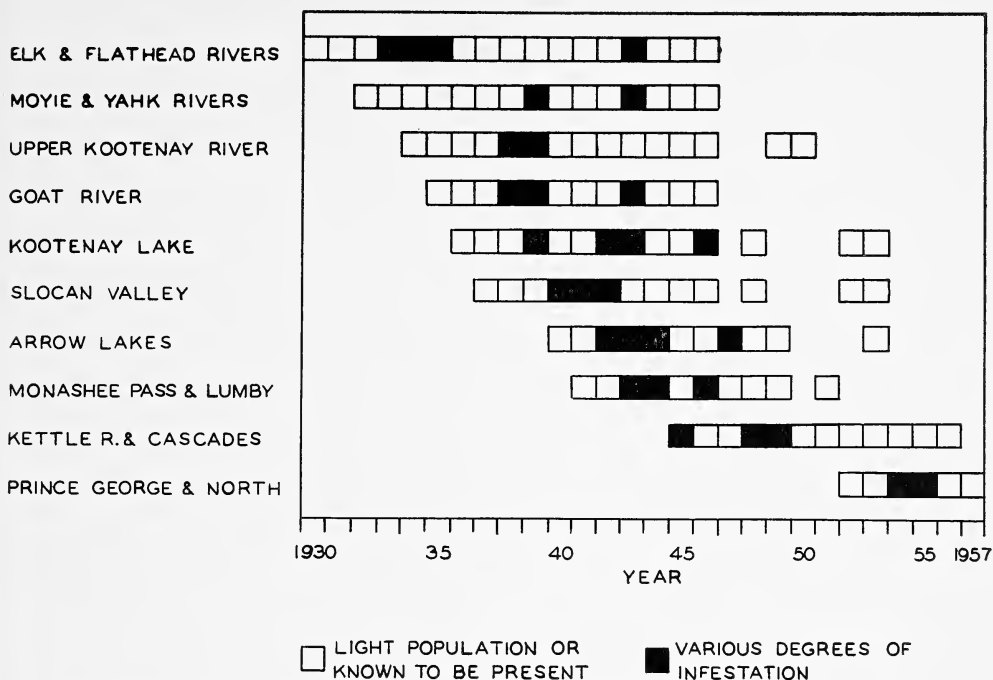 ELK & FLATHEAD RIVERS
MOYIE & YAHK RIVERS
UPPER KOOTENAY RIVER
GOAT RIVER
KOOTENAY LAKE
SLOCAN VALLEY
ARROW LAKES
MONASHEE PASS & LUMBY
KETTLE R. & CASCADES
PRINCE GEORGE & NORTH
1930 35 40 45 50 55 1957
YEAR
LIGHT POPULATION OR
KNOWN TO BE PRESENT
VARIOUS DEGREES OF
INFESTATION